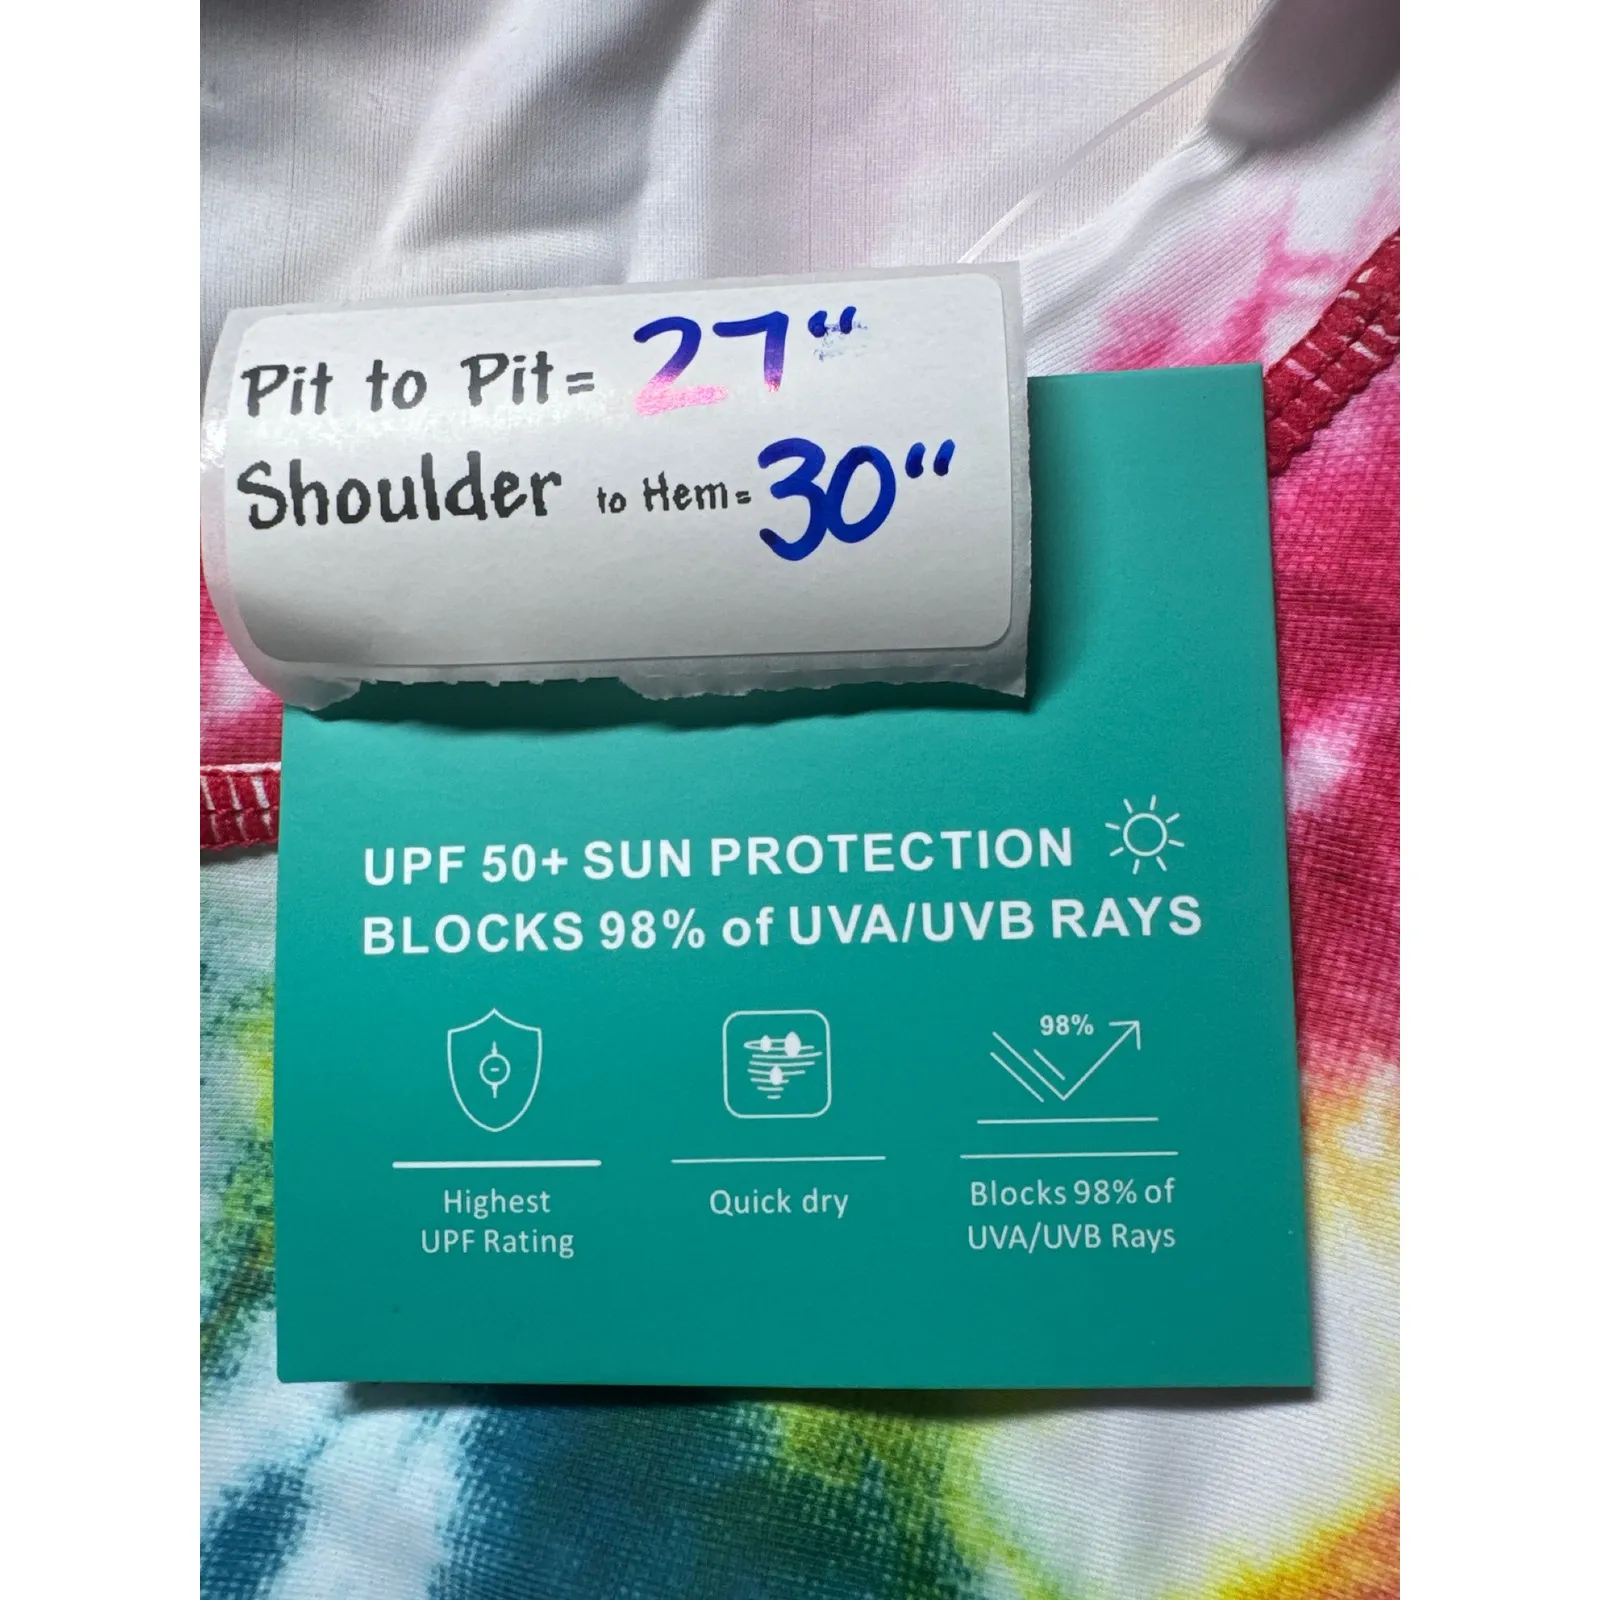 Pit to Pit = 27"
Shoulder to Hem = 30"
UPF 50+ SUN PROTECTION
BLOCKS 98% of UVA/UVB RAYS
98%
Highest
UPF Rating
Quick dry
Blocks 98% of
UVA/UVB Rays